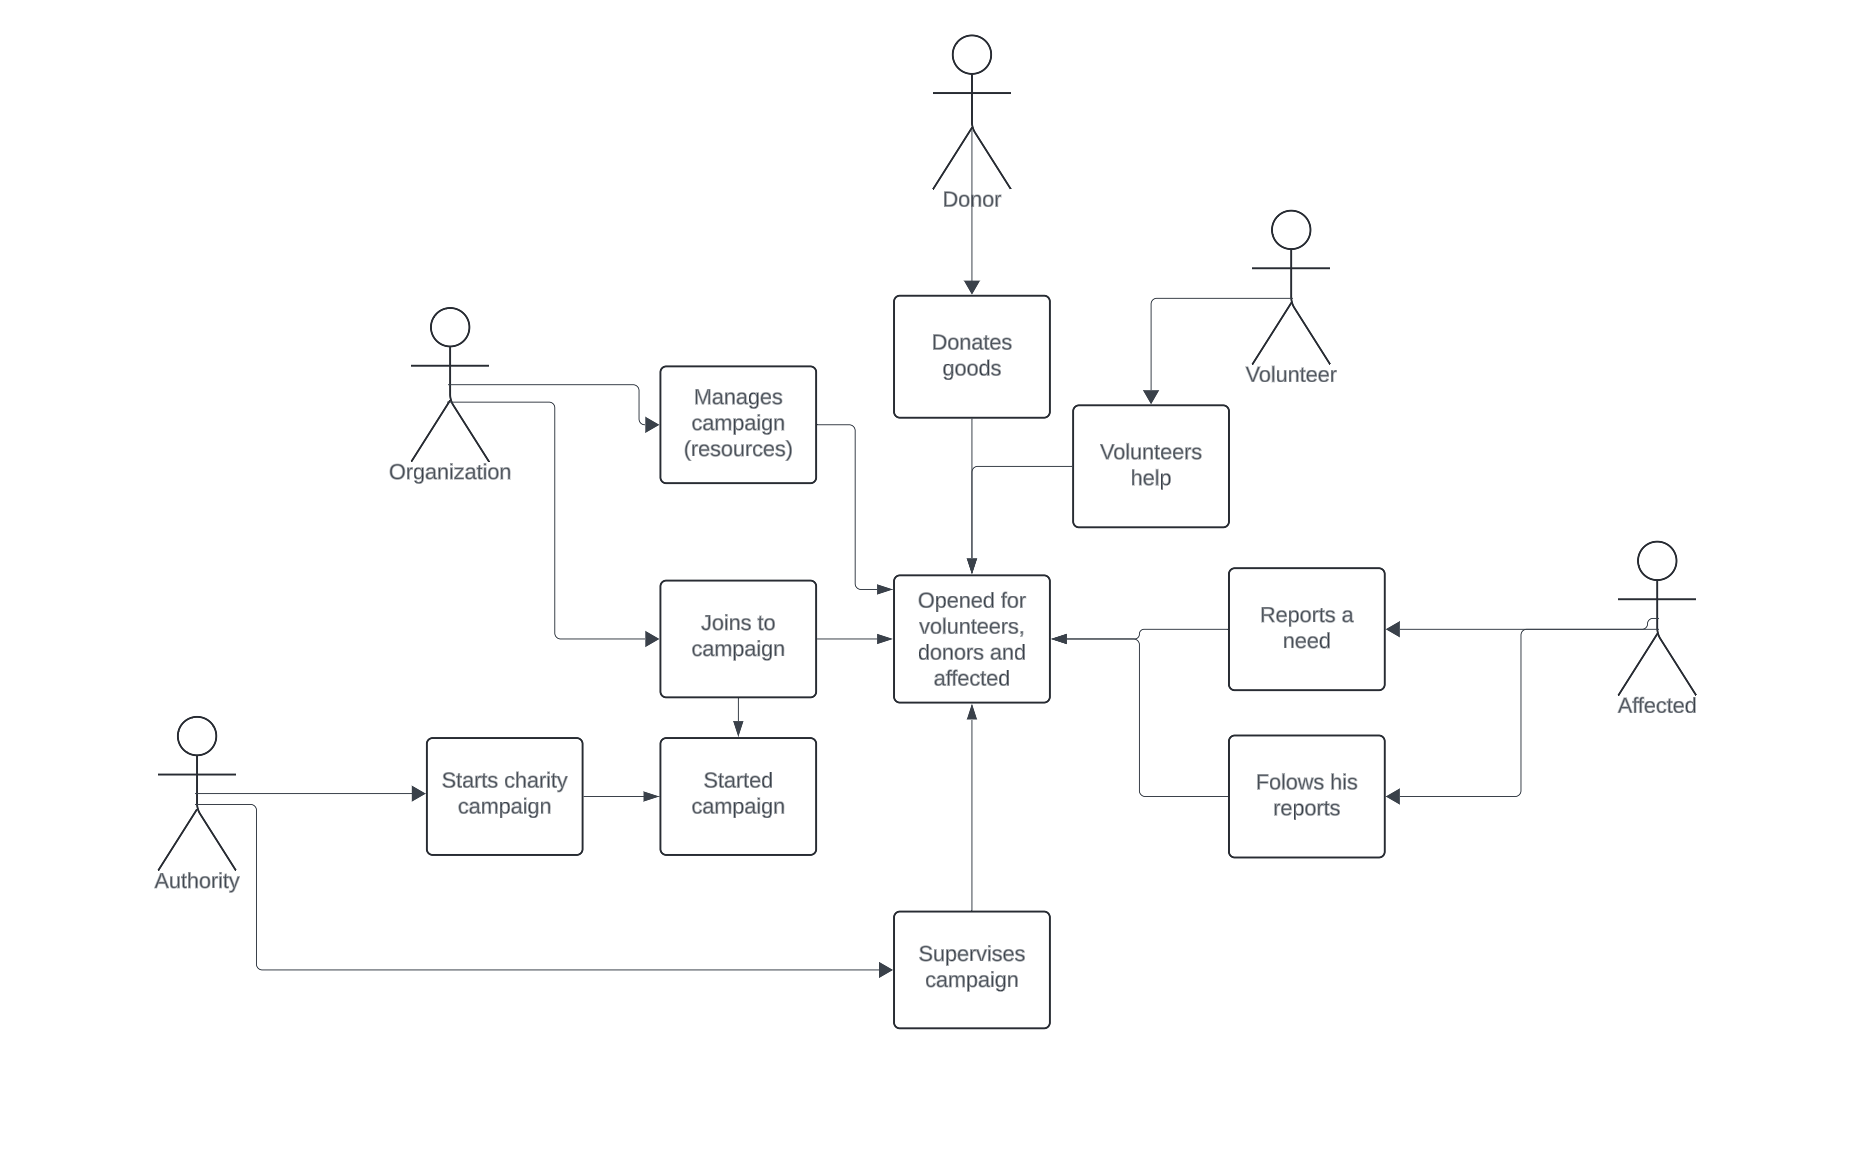 Donor
Volunteer
Donates
goods
Organization
Manages
campaign
(resources)
Volunteers
help
Opened for
volunteers,
donors and
affected
Joins to
campaign
Reports a
need
Affected
Authority
Starts charity
campaign
Started
campaign
Folows his
reports
Supervises
campaign